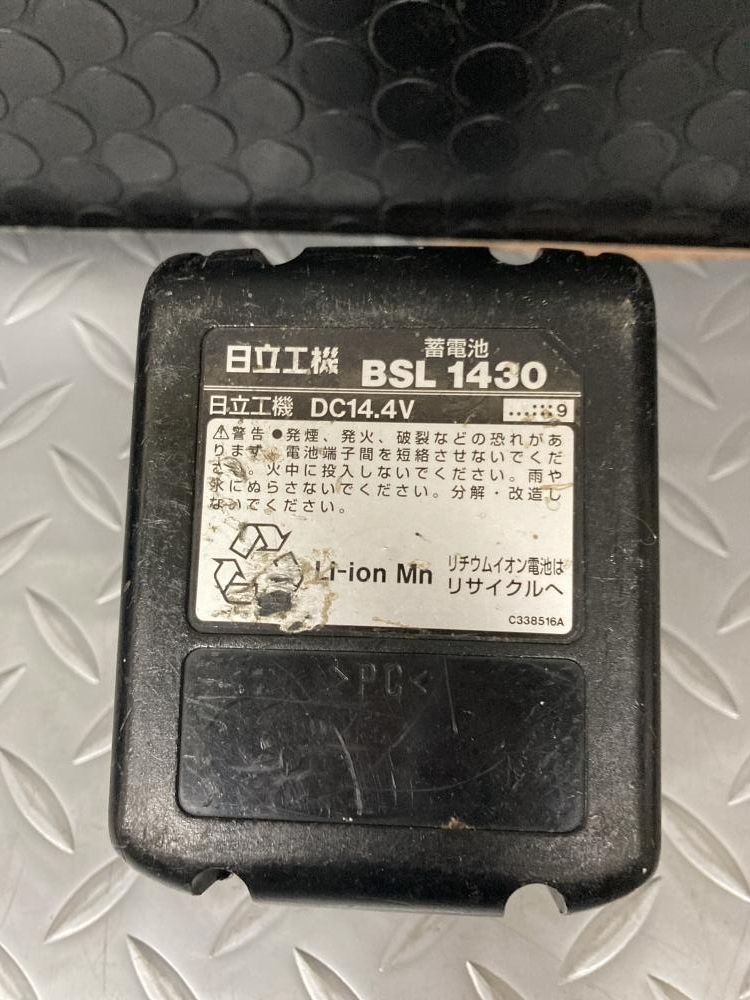 日立工機
蓄電池
BSL 1430
日立工機 DC14.4V
...:::9
⚠警告 ●発煙、発火、破裂などの恐れがあ
ります。電池端子間を短絡させないでくだ
さい。火中に投入しないでください。雨や
水にぬらさないでください。分解・改造し
ないでください。
Li-ion Mn
リチウムイオン電池は
リサイクルへ
C338516A
>PC<